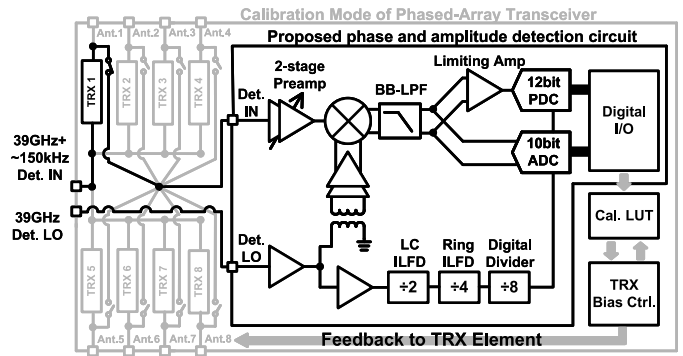 Calibration Mode of Phased-Array Transceiver
Ant.1
Ant.2
Ant.3
Ant.4
Proposed phase and amplitude detection circuit
TRX 1
TRX 2
TRX 3
TRX 4
2-stage
Preamp
Limiting Amp
BB-LPF
12bit
PDC
Digital
I/O
10bit
ADC
Det.
IN
39GHz+
~150kHz
Det. IN
39GHz
Det. LO
Cal. LUT
Det.
LO
LC
ILFD
Ring
ILFD
Digital
Divider
÷2
÷4
÷8
TRX 5
TRX 6
TRX 7
TRX 8
TRX
Bias Ctrl.
Ant.5
Ant.6
Ant.7
Ant.8
Feedback to TRX Element